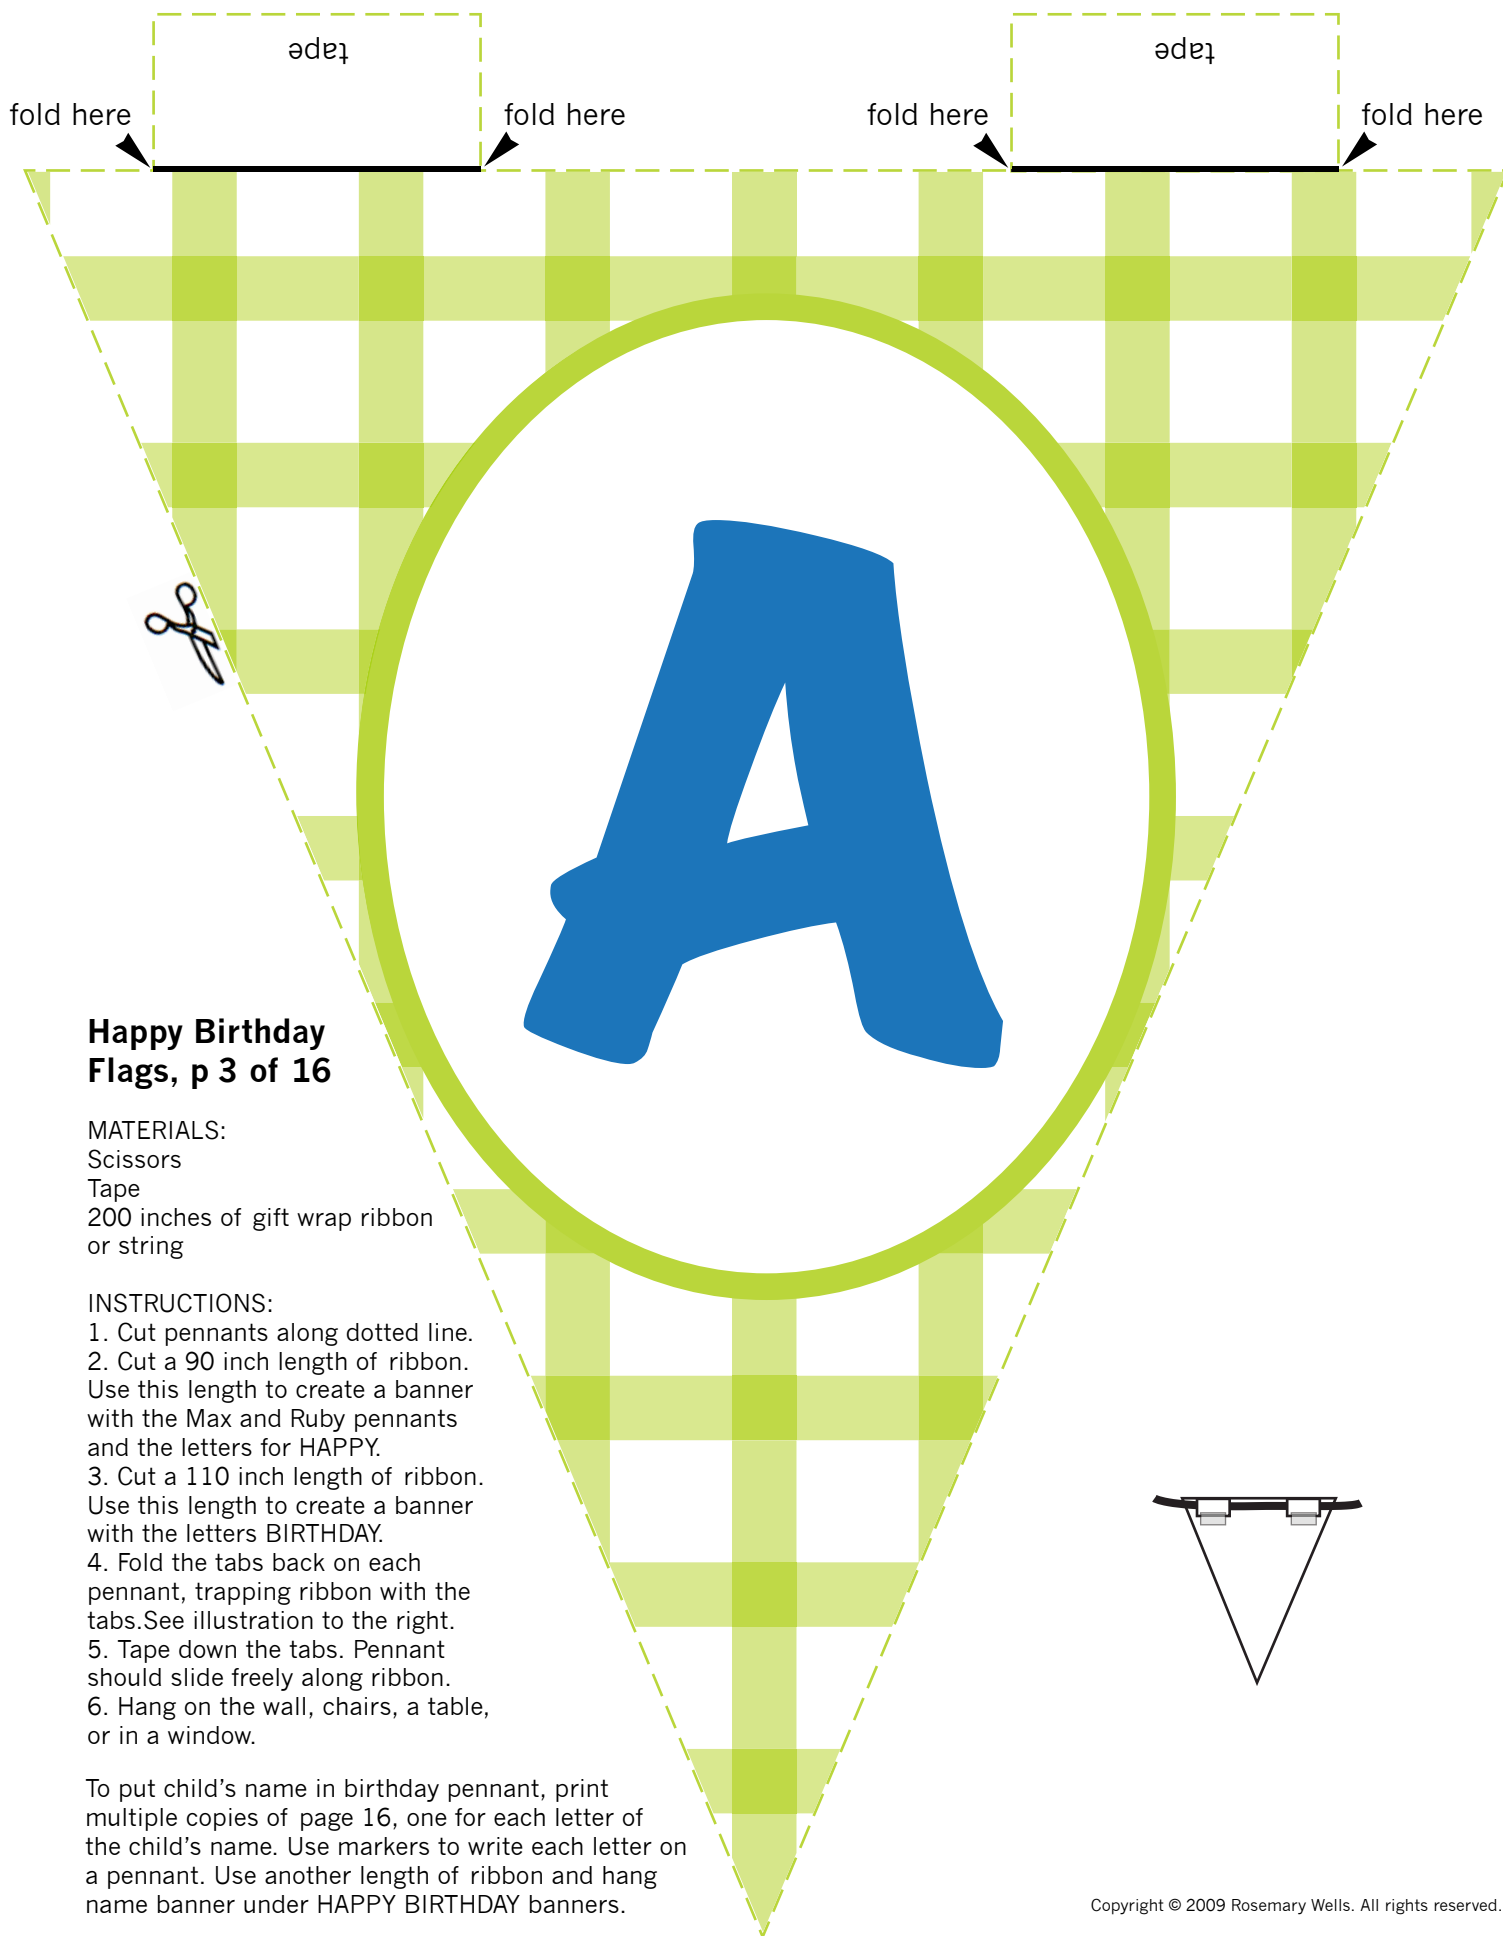 tape
tape
fold here
fold here
fold here
fold here
A
Happy Birthday
Flags, p 3 of 16
MATERIALS:
Scissors
Tape
200 inches of gift wrap ribbon
or string
INSTRUCTIONS:
1. Cut pennants along dotted line.
2. Cut a 90 inch length of ribbon.
Use this length to create a banner
with the Max and Ruby pennants
and the letters for HAPPY.
3. Cut a 110 inch length of ribbon.
Use this length to create a banner
with the letters BIRTHDAY.
4. Fold the tabs back on each
pennant, trapping ribbon with the
tabs.See illustration to the right.
5. Tape down the tabs. Pennant
should slide freely along ribbon.
6. Hang on the wall, chairs, a table,
or in a window.
To put child's name in birthday pennant, print
multiple copies of page 16, one for each letter of
the child's name. Use markers to write each letter on
a pennant. Use another length of ribbon and hang
name banner under HAPPY BIRTHDAY banners.
Copyright © 2009 Rosemary Wells. All rights reserved.